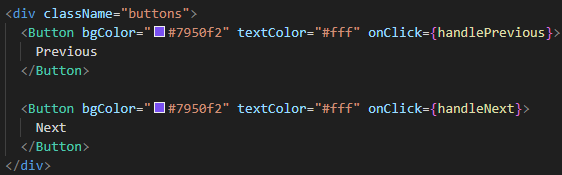 <div className="buttons">
<Button bgColor="#7950f2" textColor="#fff" onClick={handlePrevious}>
Previous
</Button>
<Button bgColor="#7950f2" textColor="#fff" onClick={handleNext}>
Next
</Button>
</div>